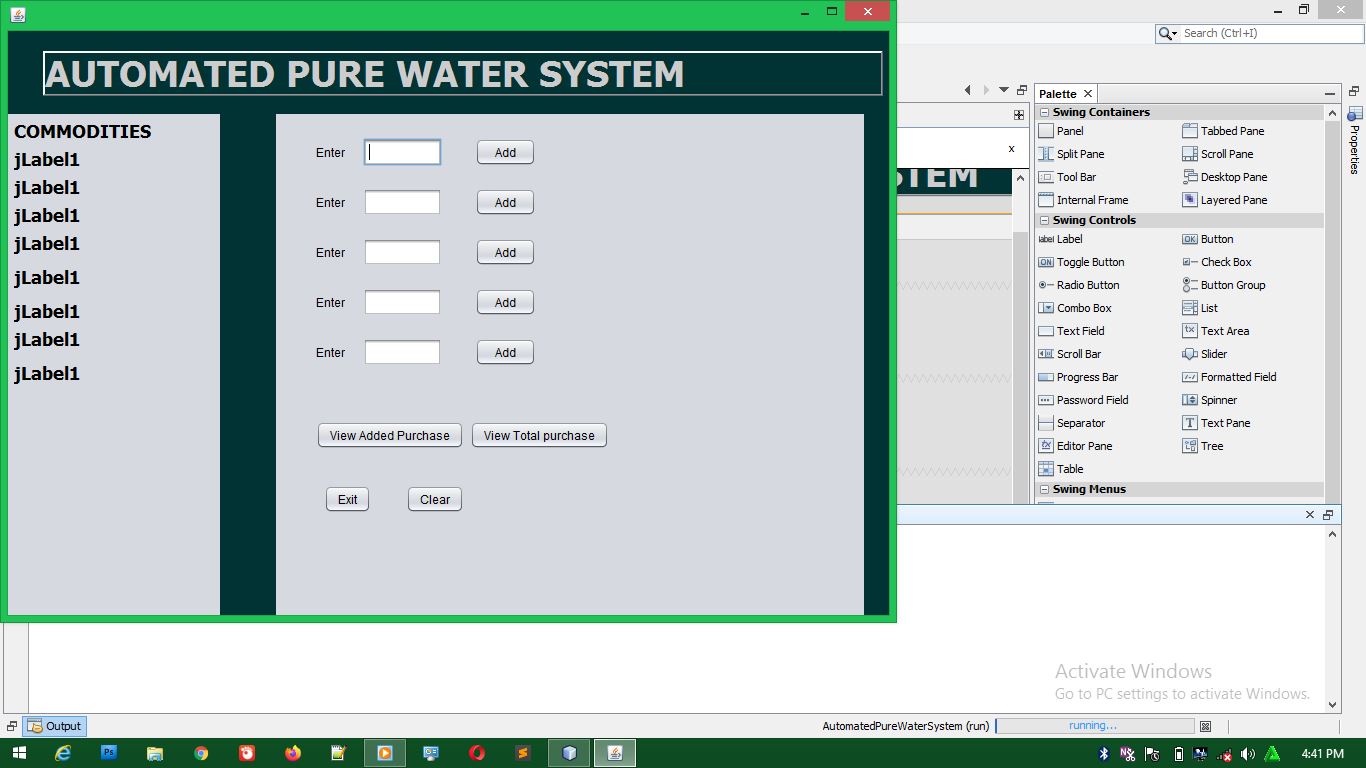 Search (Ctrl+I)
AUTOMATED PURE WATER SYSTEM
COMMODITIES
jLabel1
jLabel1
jLabel1
jLabel1
jLabel1
jLabel1
jLabel1
jLabel1
Enter Add
Enter Add
Enter Add
Enter Add
Enter Add
View Added Purchase View Total purchase
Exit Clear
x
STEM
Palette
Swing Containers
Panel Tabbed Pane
Split Pane Scroll Pane
Tool Bar Desktop Pane
Internal Frame Layered Pane
Swing Controls
label Label OK Button
ON Toggle Button Check Box
Radio Button Button Group
Combo Box List
Text Field Text Area
Scroll Bar Slider
Progress Bar Formatted Field
Password Field Spinner
Separator T Text Pane
Editor Pane Tree
Table
Swing Menus
Properties
Activate Windows
Go to PC settings to activate Windows.
Output
AutomatedPureWaterSystem (run) running...
Ps
4:41 PM